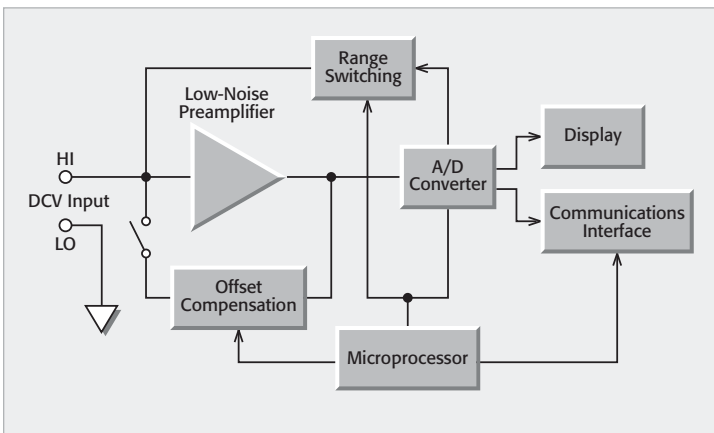 Range
Switching
Low-Noise
Preamplifier
HI
DCV Input
LO
A/D
Converter
Display
Communications
Interface
Offset
Compensation
Microprocessor